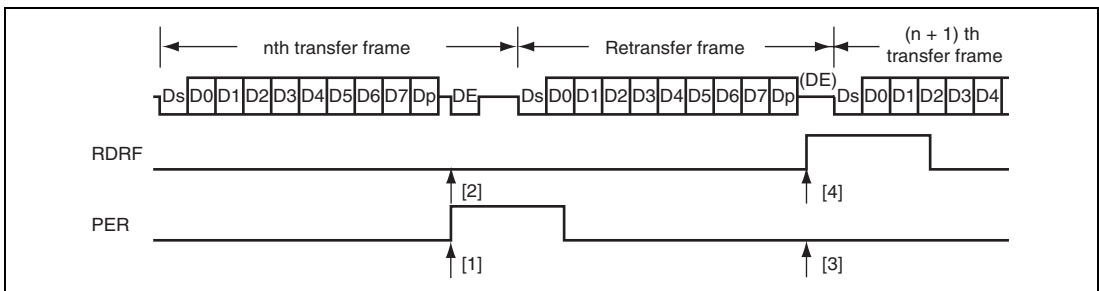 nth transfer frame Retransfer frame (n + 1) th
transfer frame
(DE)
Ds D0 D1 D2 D3 D4 D5 D6 D7 Dp DE Ds D0 D1 D2 D3 D4 D5 D6 D7 Dp Ds D0 D1 D2 D3 D4
RDRF
[2] [4]
PER
[1] [3]